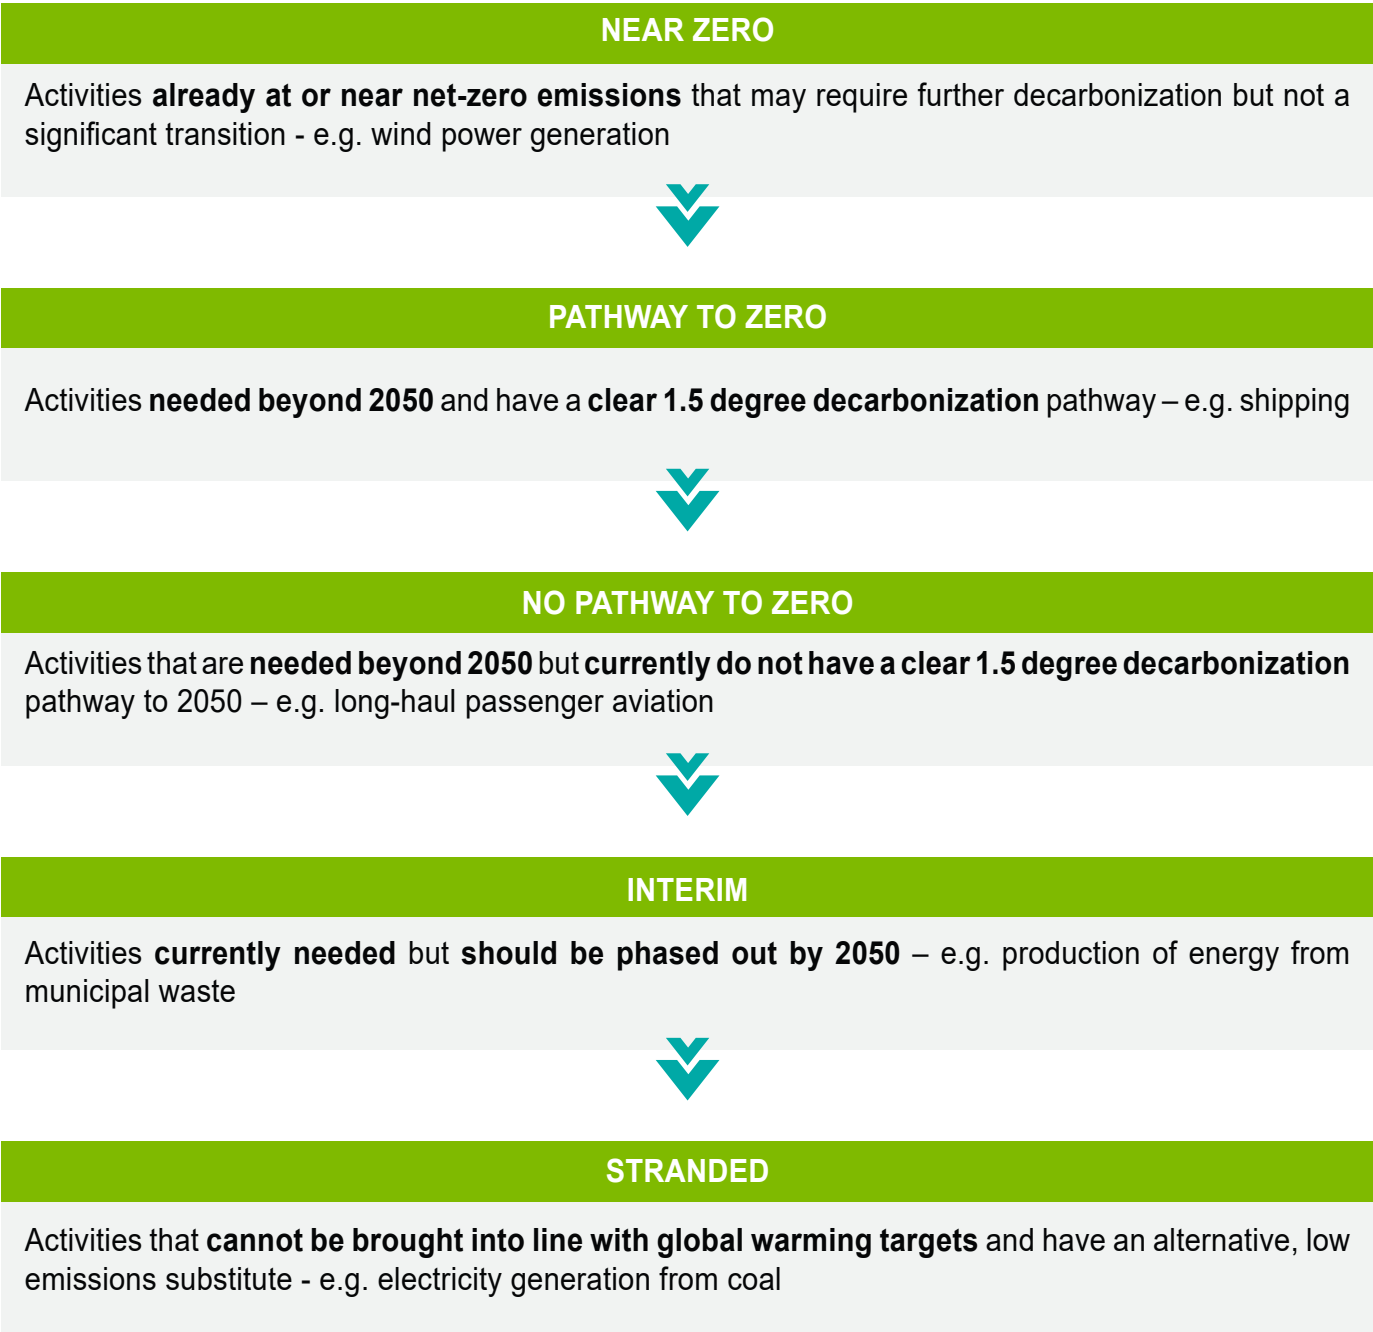 NEAR ZERO
Activities already at or near net-zero emissions that may require further decarbonization but not a
significant transition - e.g. wind power generation
PATHWAY TO ZERO
Activities needed beyond 2050 and have a clear 1.5 degree decarbonization pathway – e.g. shipping
NO PATHWAY TO ZERO
Activities that are needed beyond 2050 but currently do not have a clear 1.5 degree decarbonization
pathway to 2050 – e.g. long-haul passenger aviation
INTERIM
Activities currently needed but should be phased out by 2050 – e.g. production of energy from
municipal waste
STRANDED
Activities that cannot be brought into line with global warming targets and have an alternative, low
emissions substitute - e.g. electricity generation from coal